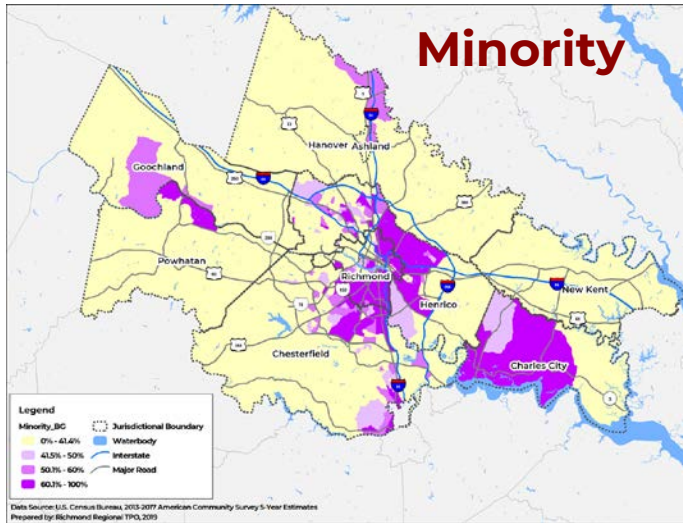 Minority
Hanover Ashland
Goochland
Powhatan
Richmond
Henrico
New Kent
Chesterfield
Charles City
Legend
Minority_BG
0% - 41.4%
41.5% - 50%
50.1% - 60%
60.1% - 100%
Jurisdictional Boundary
Waterbody
Interstate
Major Road
Data Source: U.S. Census Bureau, 2013-2017 American Community Survey 5-Year Estimates
Prepared by: Richmond Regional TPO, 2019